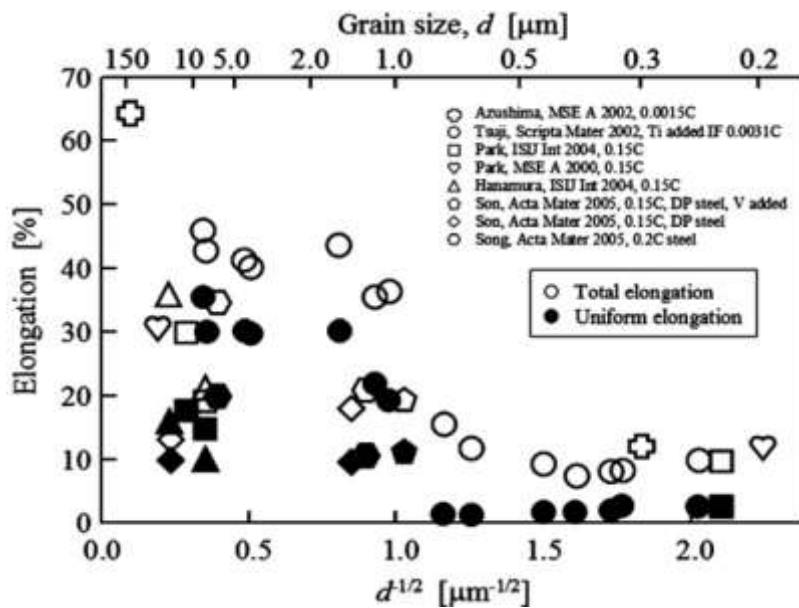 Grain size, d [μm]
150 10 5.0 2.0 1.0 0.5 0.3 0.2
70
60
50
40
30
20
10
0
Elongation [%]
Azushima, MSE A 2002, 0.0015C
Tsuji, Scripta Mater 2002, Ti added IF 0.0031C
Park, ISIJ Int 2004, 0.15C
Park, MSE A 2000, 0.15C
Hanamura, ISIJ Int 2004, 0.15C
Son, Acta Mater 2005, 0.15C, DP steel, V added
Son, Acta Mater 2005, 0.15C, DP steel
Song, Acta Mater 2005, 0.2C steel
Total elongation
Uniform elongation
0.0 0.5 1.0 1.5 2.0
d-1/2 [μm-1/2]